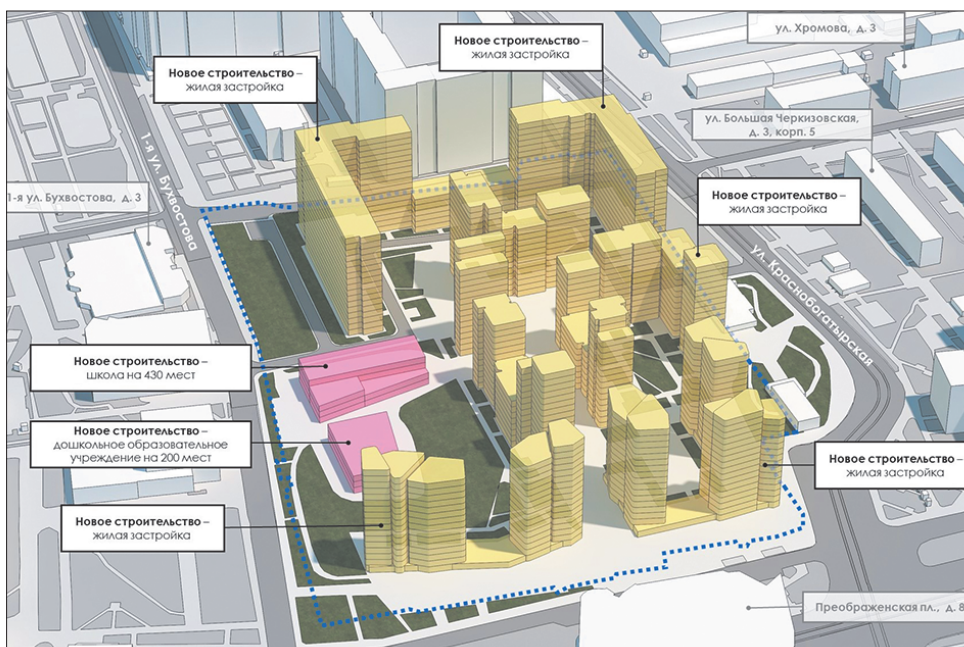 ул. Хромова, д. 3
Новое строительство –
жилая застройка
Новое строительство –
жилая застройка
ул. Большая Черкизовская,
д. 3, корп. 5
1-я ул. Бухвостова
1-я ул. Бухвостова, д. 3
Новое строительство –
жилая застройка
ул. Краснобогатырская
Новое строительство –
школа на 430 мест
Новое строительство –
дошкольное образовательное
учреждение на 200 мест
Новое строительство –
жилая застройка
Новое строительство –
жилая застройка
Преображенская пл., д. 8